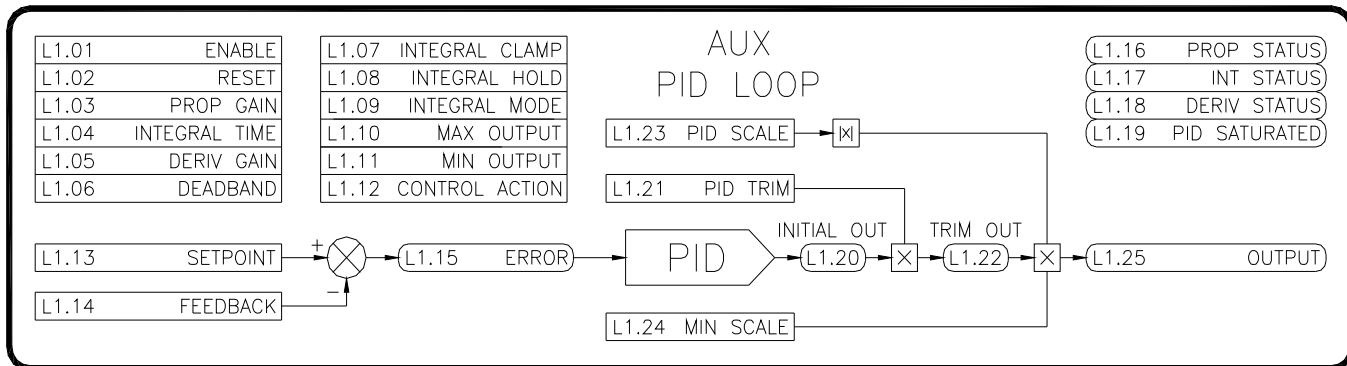 L1.01 ENABLE
L1.02 RESET
L1.03 PROP GAIN
L1.04 INTEGRAL TIME
L1.05 DERIV GAIN
L1.06 DEADBAND
L1.07 INTEGRAL CLAMP
L1.08 INTEGRAL HOLD
L1.09 INTEGRAL MODE
L1.10 MAX OUTPUT
L1.11 MIN OUTPUT
L1.12 CONTROL ACTION
AUX
PID LOOP
L1.16 PROP STATUS
L1.17 INT STATUS
L1.18 DERIV STATUS
L1.19 PID SATURATED
L1.23 PID SCALE
|x|
L1.21 PID TRIM
L1.13 SETPOINT
+
L1.14 FEEDBACK
−
L1.15 ERROR
PID
INITIAL OUT
L1.20
×
TRIM OUT
L1.22
×
L1.25 OUTPUT
L1.24 MIN SCALE